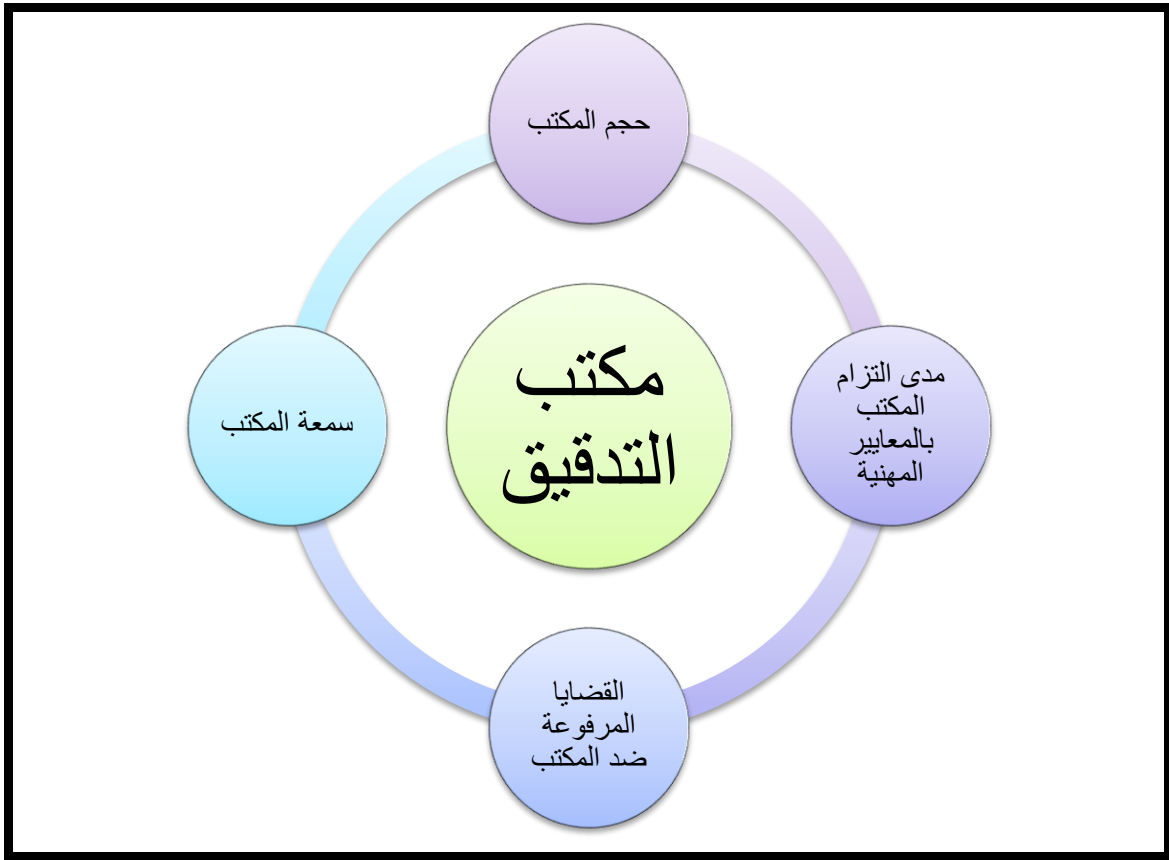 حجم المكتب
مكتب
التدقيق
مدى التزام
المكتب
بالمعايير
المهنية
القضايا
المرفوعة
ضد المكتب
سمعة المكتب